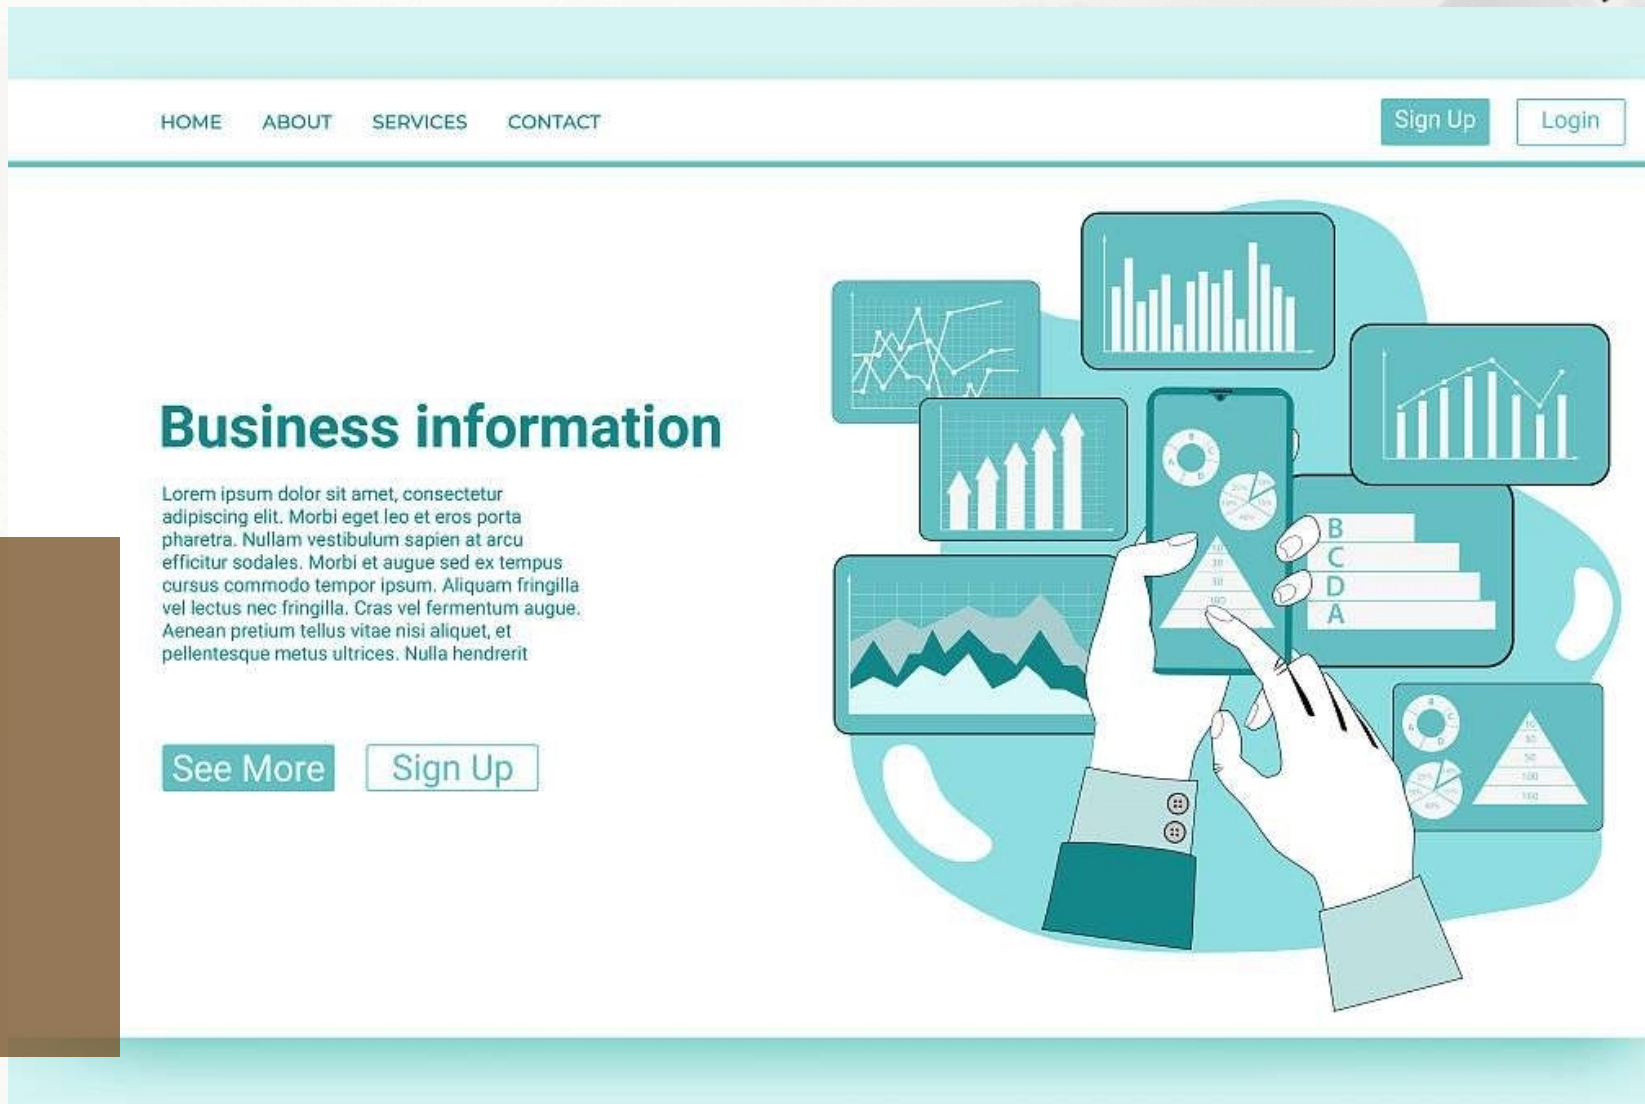 HOME ABOUT SERVICES CONTACT Sign Up Login
Business information
Lorem ipsum dolor sit amet, consectetur
adipiscing elit. Morbi eget leo et eros porta
pharetra. Nullam vestibulum sapien at arcu
efficitur sodales. Morbi et augue sed ex tempus
cursus commodo tempor ipsum. Aliquam fringilla
vel lectus nec fringilla. Cras vel fermentum augue.
Aenean pretium tellus vitae nisi aliquet, et
pellentesque metus ultrices. Nulla hendrerit
See More Sign Up
B
C
D
A